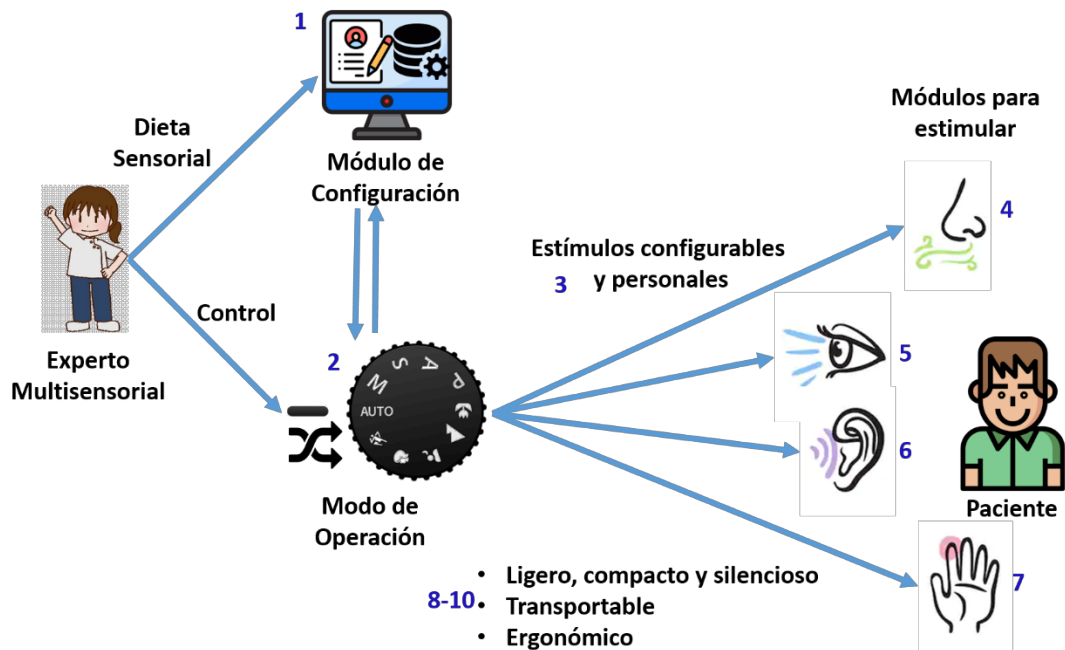 1
Dieta
Sensorial
Módulo de
Configuración
Experto
Multisensorial
Control
2
M
S
A
P
AUTO
Modo de
Operación
Estímulos configurables
3 y personales
Módulos para
estimular
4
5
6
Paciente
7
8-10
• Ligero, compacto y silencioso
• Transportable
• Ergonómico